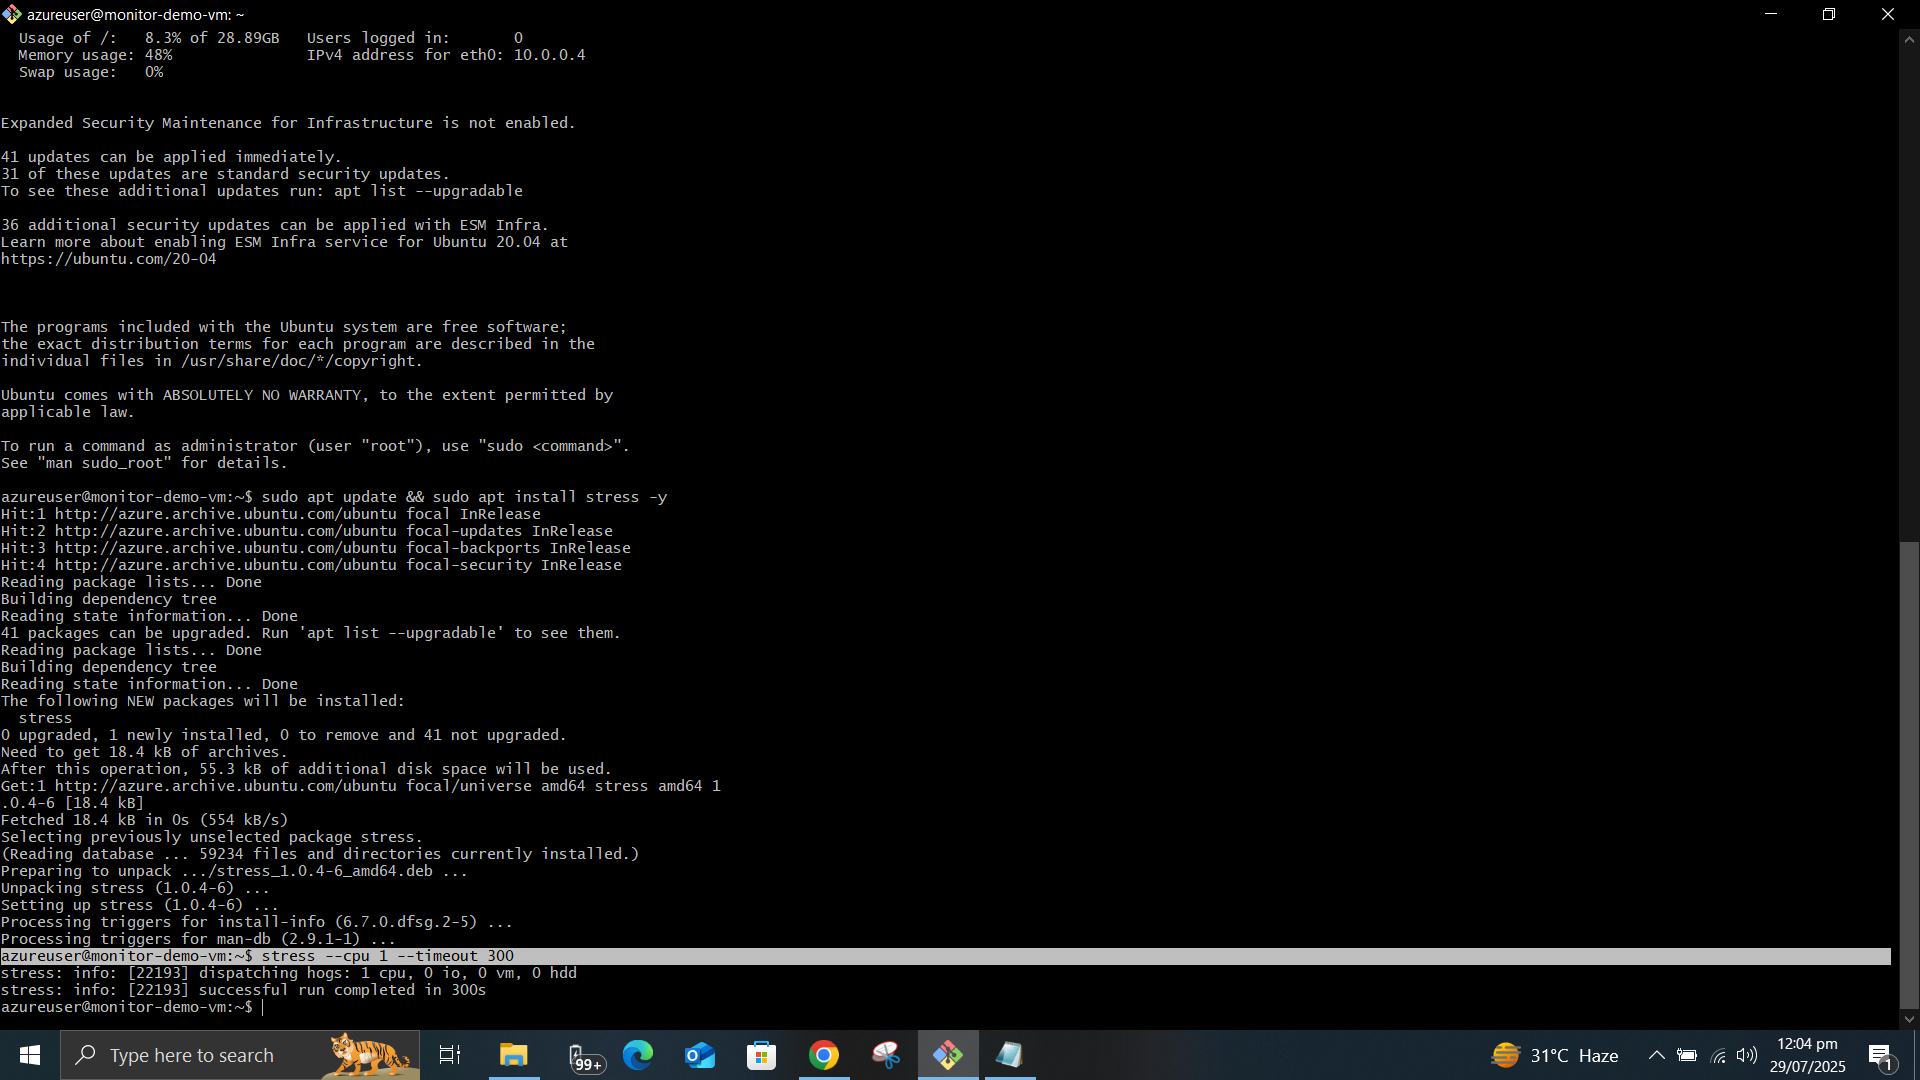 azureuser@monitor-demo-vm: ~
Usage of /:   8.3% of 28.89GB   Users logged in:       0
Memory usage: 48%               IPv4 address for eth0: 10.0.0.4
Swap usage:   0%
Expanded Security Maintenance for Infrastructure is not enabled.
41 updates can be applied immediately.
31 of these updates are standard security updates.
To see these additional updates run: apt list --upgradable
36 additional security updates can be applied with ESM Infra.
Learn more about enabling ESM Infra service for Ubuntu 20.04 at
https://ubuntu.com/20-04
The programs included with the Ubuntu system are free software;
the exact distribution terms for each program are described in the
individual files in /usr/share/doc/*/copyright.
Ubuntu comes with ABSOLUTELY NO WARRANTY, to the extent permitted by
applicable law.
To run a command as administrator (user "root"), use "sudo <command>".
See "man sudo_root" for details.
azureuser@monitor-demo-vm:~$ sudo apt update && sudo apt install stress -y
Hit:1 http://azure.archive.ubuntu.com/ubuntu focal InRelease
Hit:2 http://azure.archive.ubuntu.com/ubuntu focal-updates InRelease
Hit:3 http://azure.archive.ubuntu.com/ubuntu focal-backports InRelease
Hit:4 http://azure.archive.ubuntu.com/ubuntu focal-security InRelease
Reading package lists... Done
Building dependency tree
Reading state information... Done
41 packages can be upgraded. Run 'apt list --upgradable' to see them.
Reading package lists... Done
Building dependency tree
Reading state information... Done
The following NEW packages will be installed:
  stress
0 upgraded, 1 newly installed, 0 to remove and 41 not upgraded.
Need to get 18.4 kB of archives.
After this operation, 55.3 kB of additional disk space will be used.
Get:1 http://azure.archive.ubuntu.com/ubuntu focal/universe amd64 stress amd64 1
.0.4-6 [18.4 kB]
Fetched 18.4 kB in 0s (554 kB/s)
Selecting previously unselected package stress.
(Reading database ... 59234 files and directories currently installed.)
Preparing to unpack .../stress_1.0.4-6_amd64.deb ...
Unpacking stress (1.0.4-6) ...
Setting up stress (1.0.4-6) ...
Processing triggers for install-info (6.7.0.dfsg.2-5) ...
Processing triggers for man-db (2.9.1-1) ...
azureuser@monitor-demo-vm:~$ stress --cpu 1 --timeout 300
stress: info: [22193] dispatching hogs: 1 cpu, 0 io, 0 vm, 0 hdd
stress: info: [22193] successful run completed in 300s
azureuser@monitor-demo-vm:~$
Type here to search
99+
31°C Haze
12:04 pm
29/07/2025
1